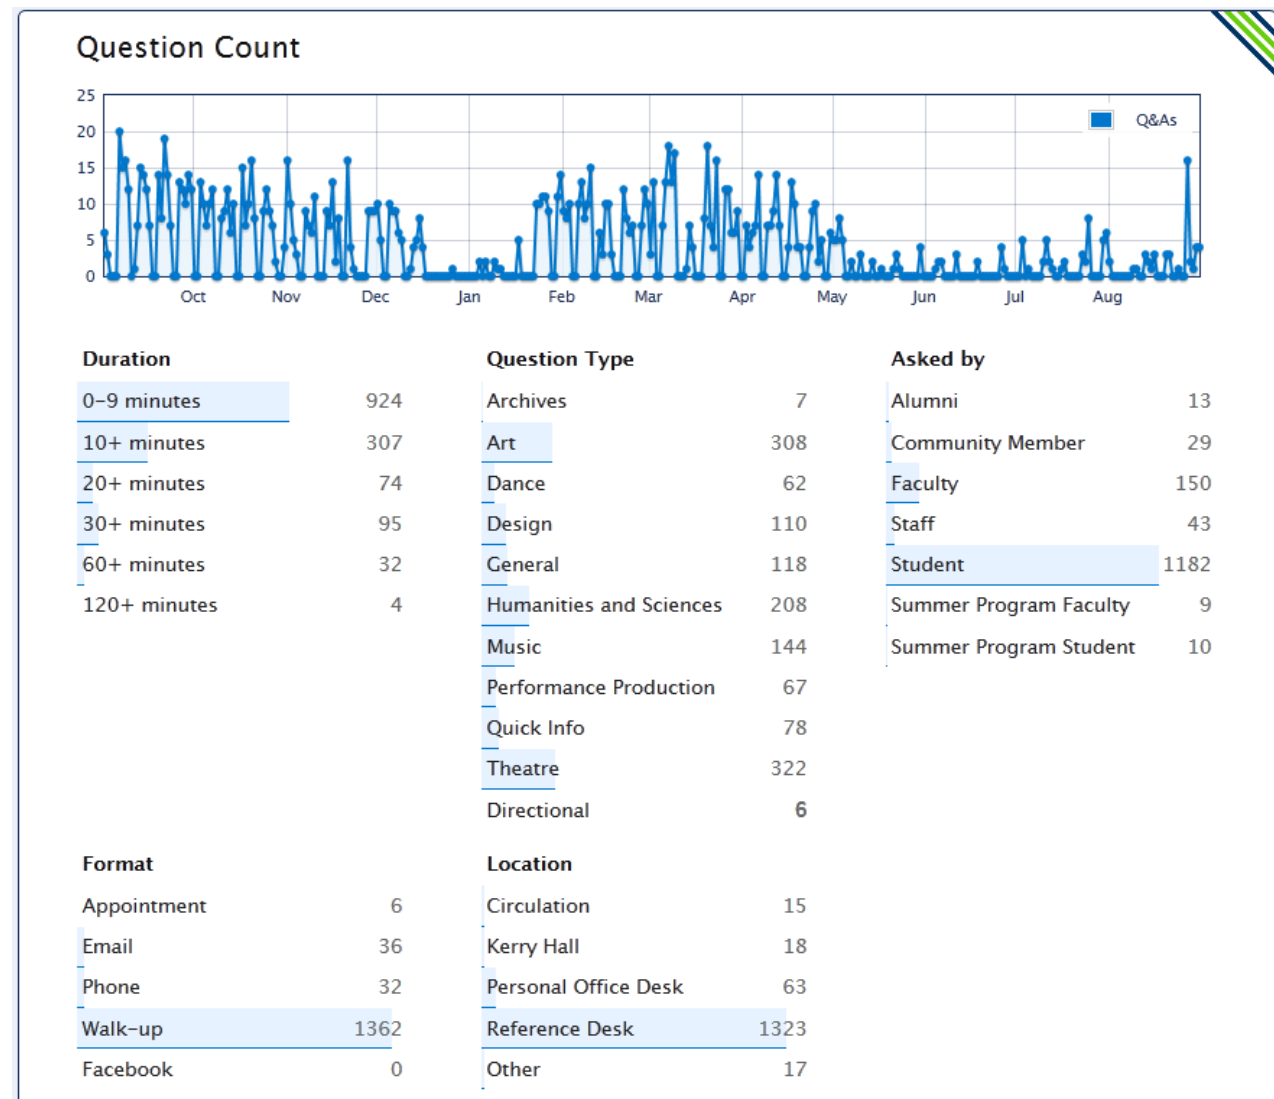 Question Count
25
20
15
10
5
0
Q&As
Oct Nov Dec Jan Feb Mar Apr May Jun Jul Aug
Duration
0-9 minutes 924
10+ minutes 307
20+ minutes 74
30+ minutes 95
60+ minutes 32
120+ minutes 4
Question Type
Archives 7
Art 308
Dance 62
Design 110
General 118
Humanities and Sciences 208
Music 144
Performance Production 67
Quick Info 78
Theatre 322
Directional 6
Asked by
Alumni 13
Community Member 29
Faculty 150
Staff 43
Student 1182
Summer Program Faculty 9
Summer Program Student 10
Format
Appointment 6
Email 36
Phone 32
Walk-up 1362
Facebook 0
Location
Circulation 15
Kerry Hall 18
Personal Office Desk 63
Reference Desk 1323
Other 17